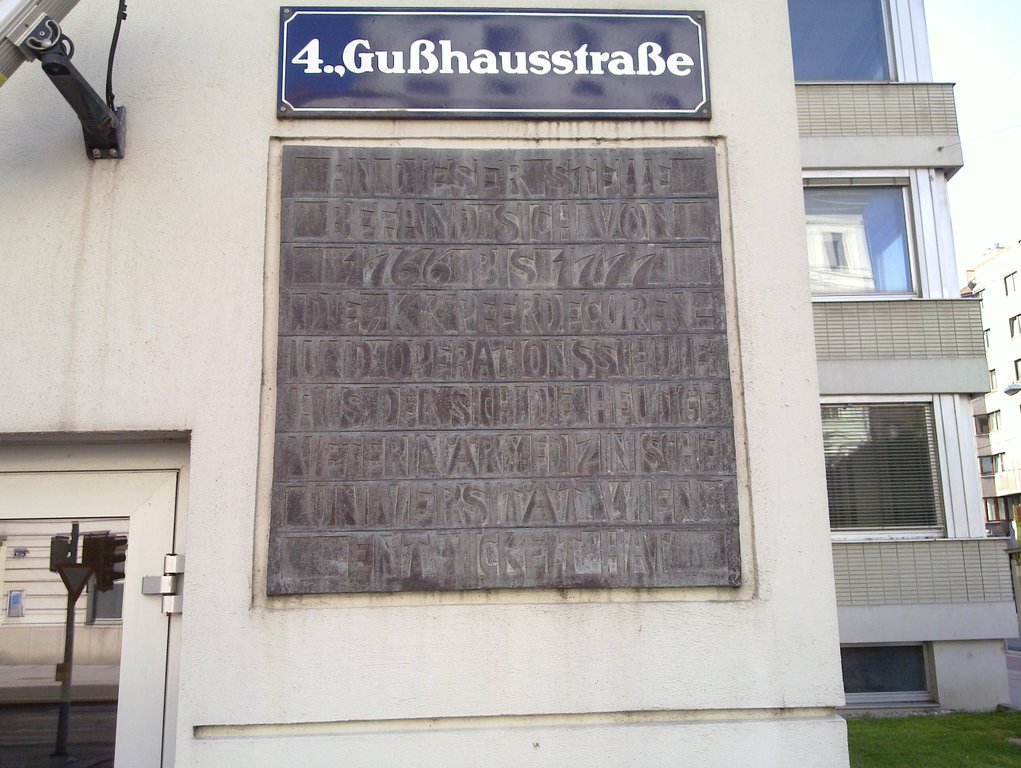 4.,Gußhausstraße
AN DIESER STELLE
BEFAND SICH VON
1766 BIS 1777
DIE KK PFERDECUREN-
UND OPERATIONSSCHULE
AUS DER SICH DIE HEUTIGE
VETERINÄRMEDIZINISCHE
UNIVERSITÄT WIEN
ENTWICKELT HAT